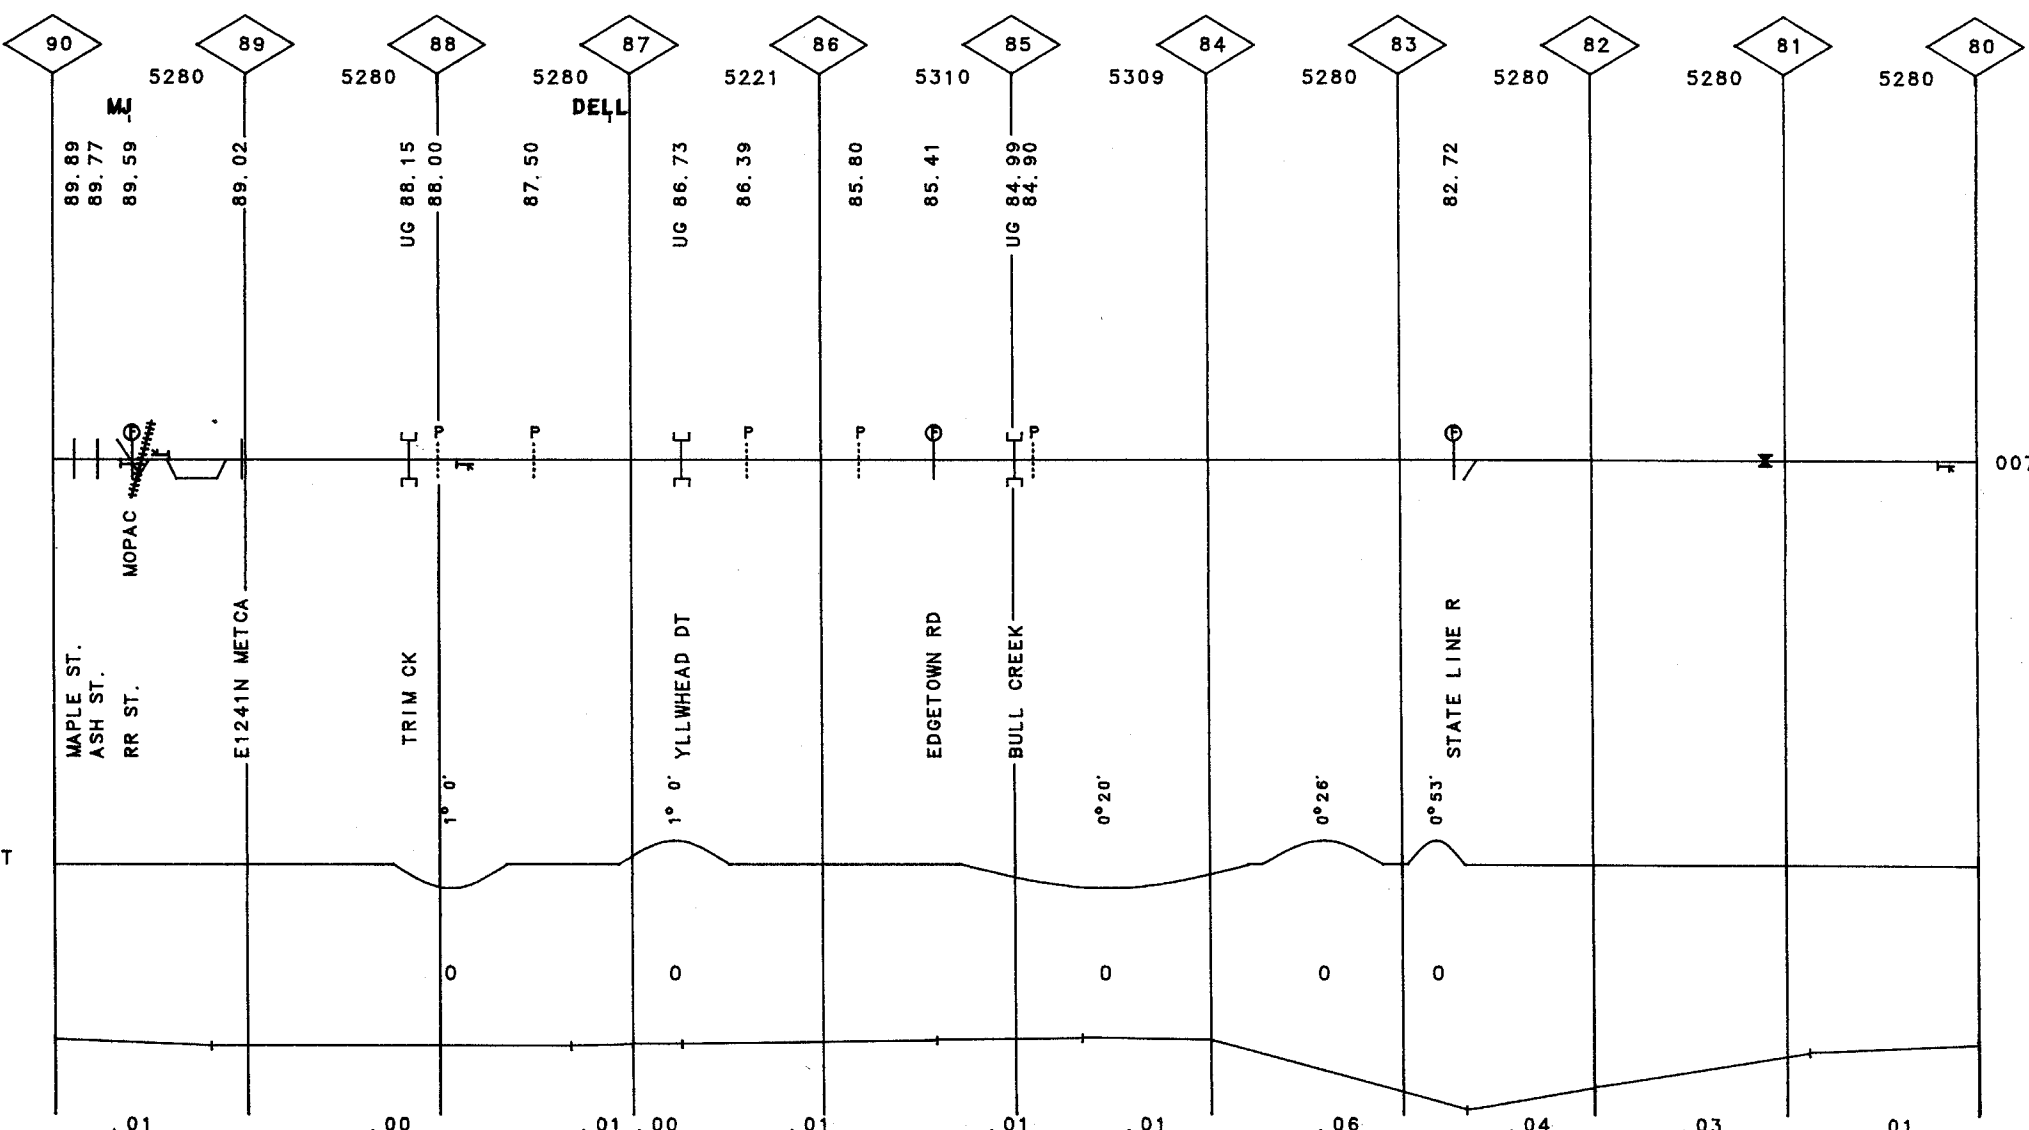 90 89 88 87 86 85 84 83 82 81 80
5280 5280 5280 5221 5310 5309 5280 5280 5280 5280
MJ DELL
89.89
89.77
89.59
89.02
UG 88.15
88.00
87.50
UG 86.73
86.39
85.80
85.41
UG 84.99
84.90
82.72
F P P P P F P F
007
MOPAC
MAPLE ST.
ASH ST.
RR ST.
E1241N METCA
TRIM CK
YLLWHEAD DT
EDGETOWN RD
BULL CREEK
STATE LINE R
1° 0' 1° 0' 0°20' 0°26' 0°53'
T
0 0 0 0 0
.01 .00 .01 .00 .01 .01 .01 .06 .04 .03 .01